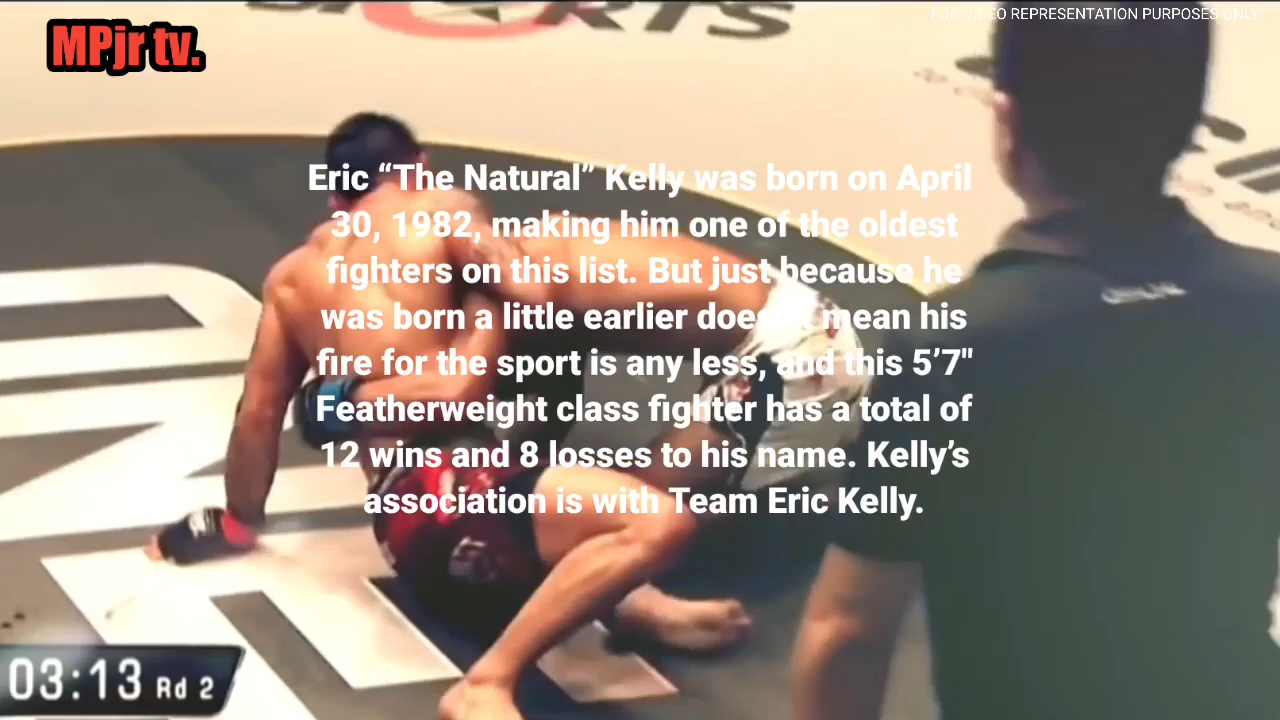 FOR VIDEO REPRESENTATION PURPOSES ONLY
MPjr tv.
Eric “The Natural” Kelly was born on April
30, 1982, making him one of the oldest
fighters on this list. But just because he
was born a little earlier doesn’t mean his
fire for the sport is any less, and this 5’7"
Featherweight class fighter has a total of
12 wins and 8 losses to his name. Kelly’s
association is with Team Eric Kelly.
03:13 Rd 2